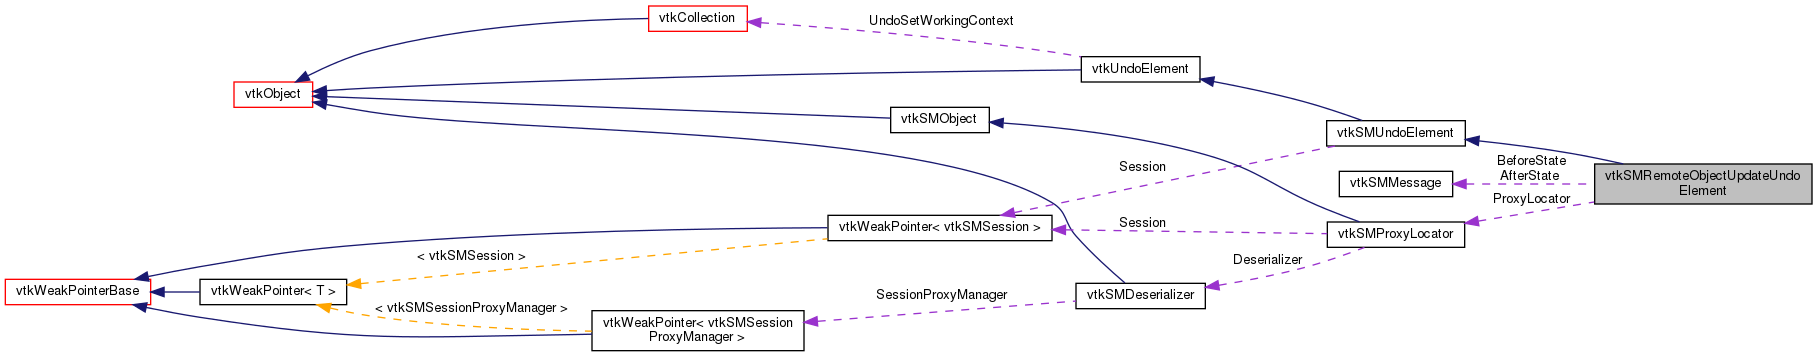 vtkCollection
UndoSetWorkingContext
vtkUndoElement
vtkObject
vtkSMObject
vtkSMUndoElement
Session
BeforeState
AfterState
vtkSMMessage
vtkSMRemoteObjectUpdateUndo
Element
ProxyLocator
vtkWeakPointer< vtkSMSession >
Session
vtkSMProxyLocator
< vtkSMSession >
Deserializer
vtkWeakPointerBase
vtkWeakPointer< T >
SessionProxyManager
vtkSMDeserializer
< vtkSMSessionProxyManager >
vtkWeakPointer< vtkSMSession
ProxyManager >